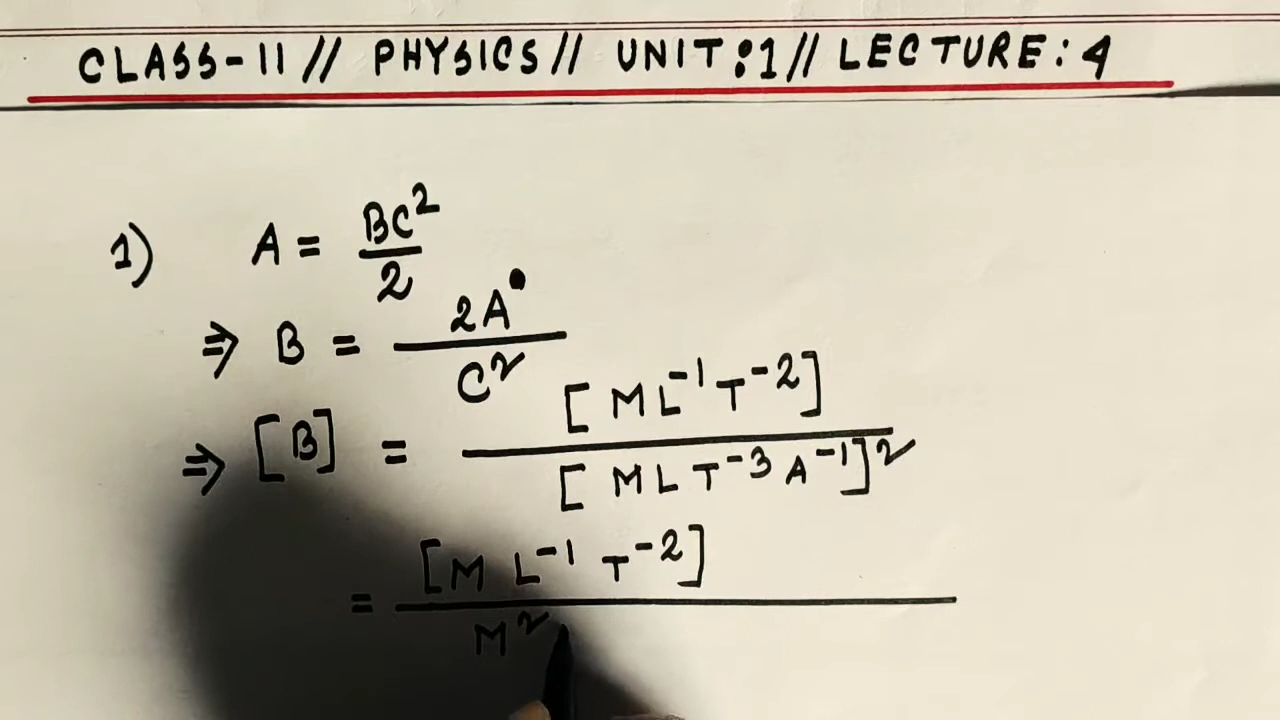 CLASS-11 // PHYSICS // UNIT:1 // LECTURE: 4
1) A = BC²/2
⇒ B = 2A/C²
⇒ [B] = [ML⁻¹T⁻²]/[MLT⁻³A⁻¹]²
= [ML⁻¹T⁻²]/M²